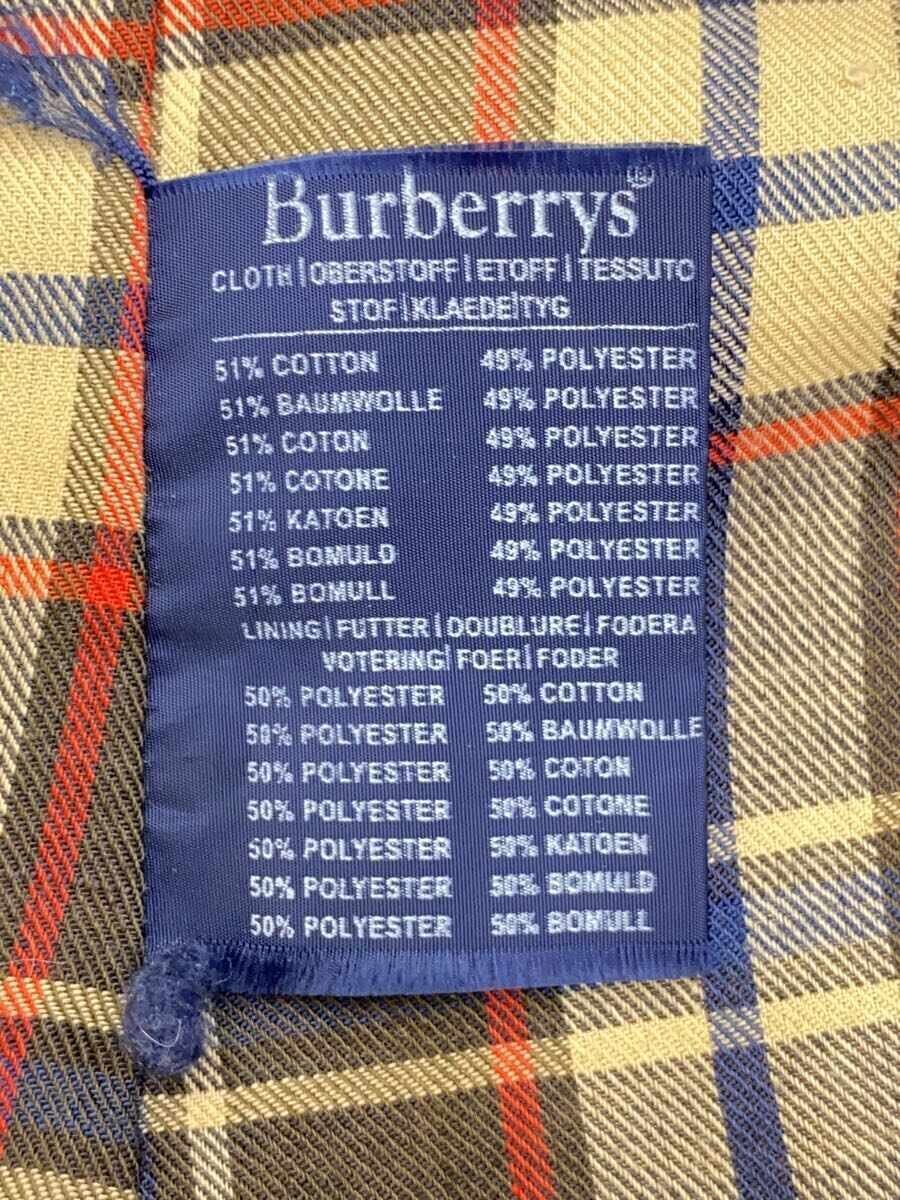 Burberrys®
CLOTH|OBERSTOFF|ETOFF|TESSUTO
STOF|KLAEDE|TYG
51% COTTON 49% POLYESTER
51% BAUMWOLLE 49% POLYESTER
51% COTON 49% POLYESTER
51% COTONE 49% POLYESTER
51% KATOEN 49% POLYESTER
51% BOMULD 49% POLYESTER
51% BOMULL 49% POLYESTER
LINING|FUTTER|DOUBLURE|FODERA
VOTERING|FOER|FODER
50% POLYESTER 50% COTTON
50% POLYESTER 50% BAUMWOLLE
50% POLYESTER 50% COTON
50% POLYESTER 50% COTONE
50% POLYESTER 50% KATOEN
50% POLYESTER 50% BOMULD
50% POLYESTER 50% BOMULL